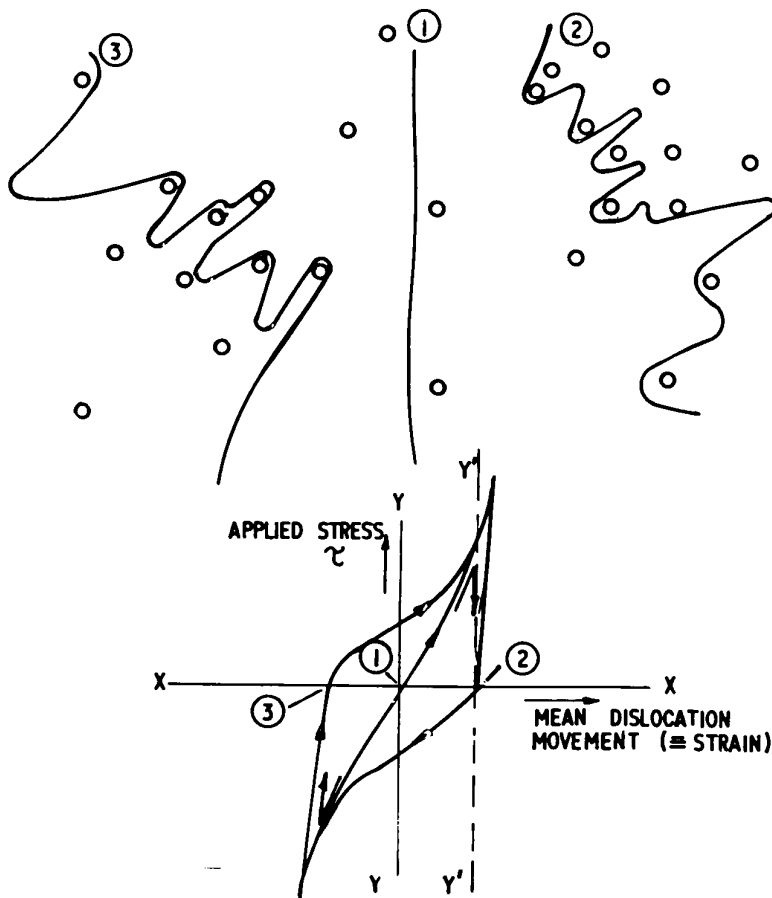 ③
①
②
Y'
Y
APPLIED STRESS
τ
①
②
X
X
③
MEAN DISLOCATION
MOVEMENT (≡ STRAIN)
Y
Y'